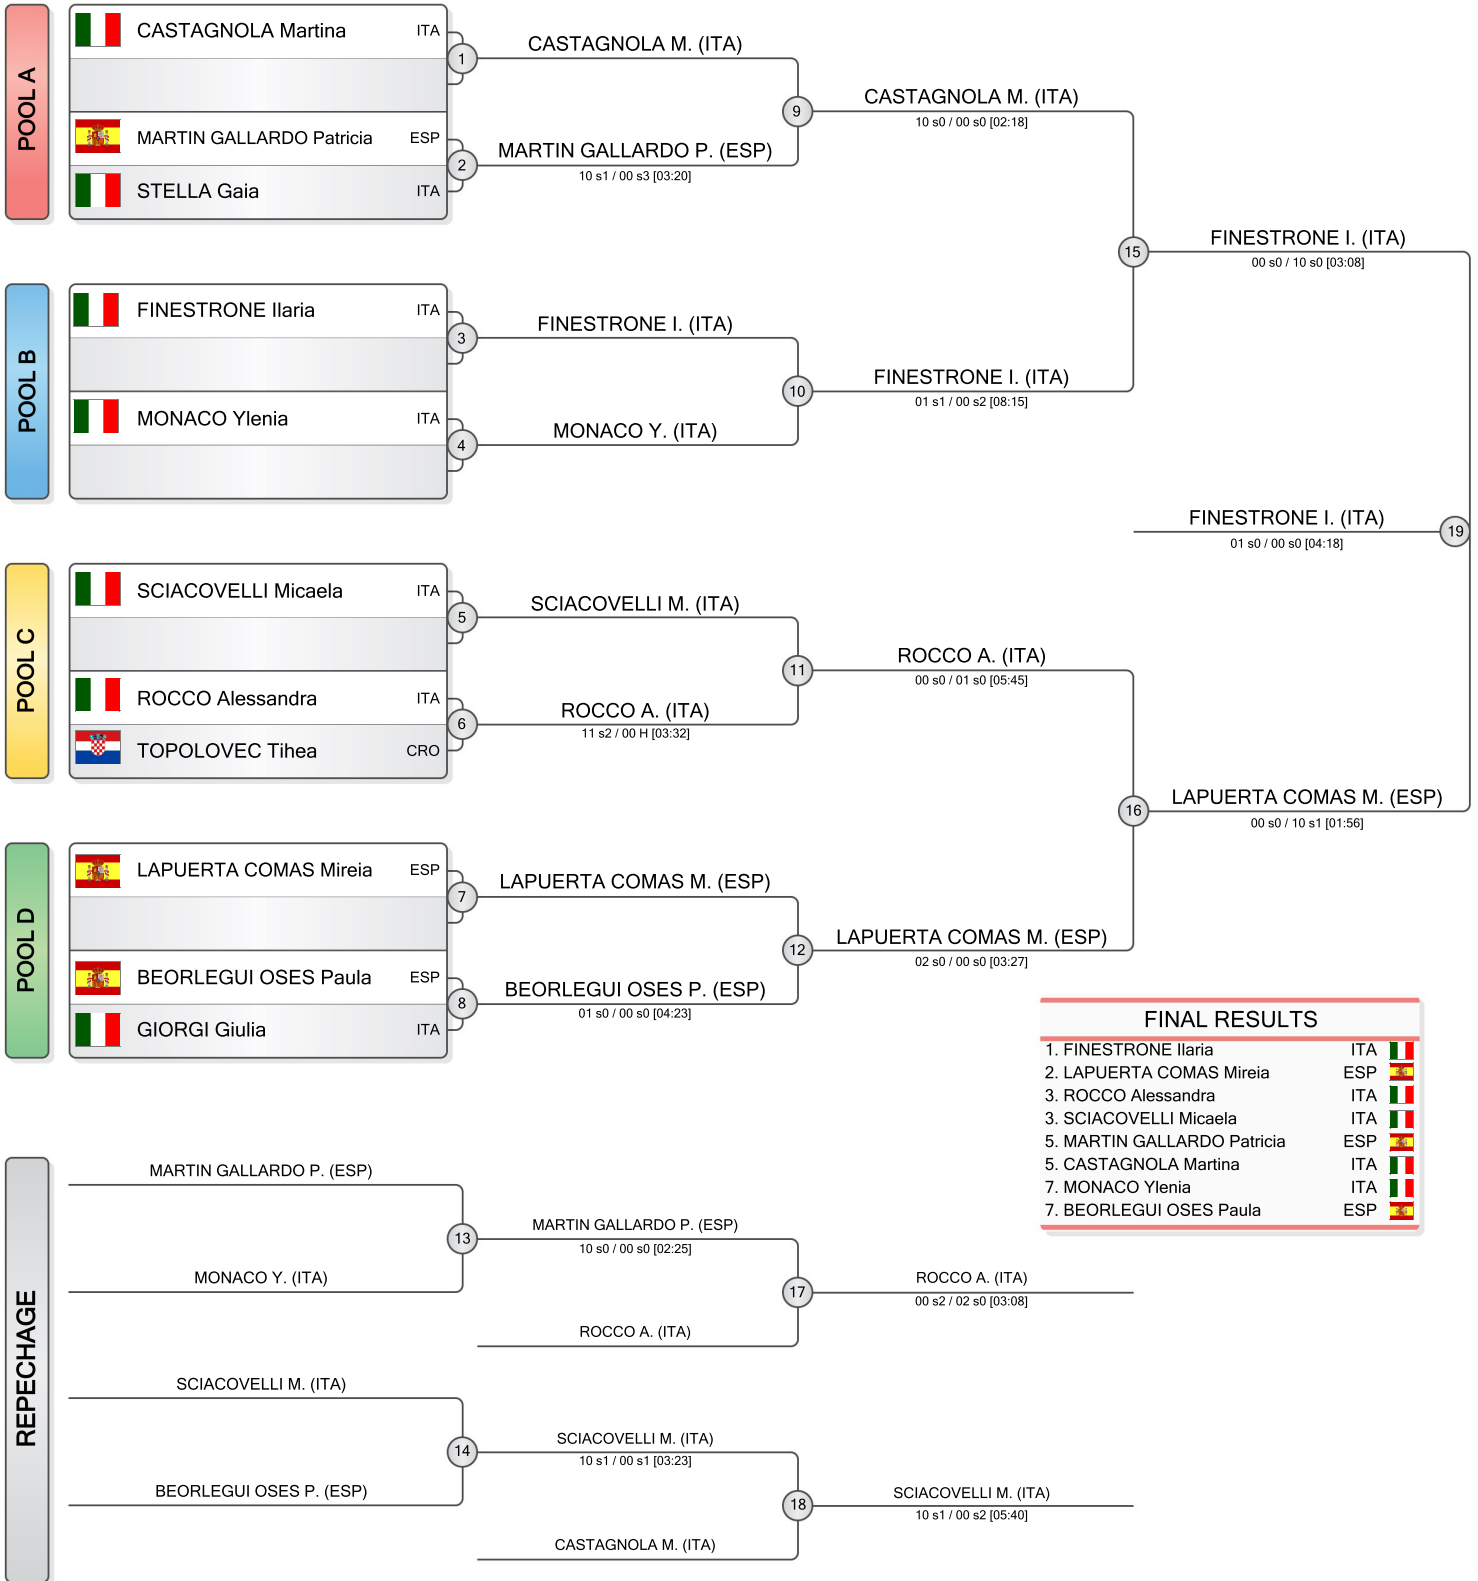 POOL A
CASTAGNOLA Martina ITA
MARTIN GALLARDO Patricia ESP
STELLA Gaia ITA
1
CASTAGNOLA M. (ITA)
2
MARTIN GALLARDO P. (ESP)
10 s1 / 00 s3 [03:20]
9
CASTAGNOLA M. (ITA)
10 s0 / 00 s0 [02:18]
15
FINESTRONE I. (ITA)
00 s0 / 10 s0 [03:08]
POOL B
FINESTRONE Ilaria ITA
MONACO Ylenia ITA
3
FINESTRONE I. (ITA)
4
MONACO Y. (ITA)
10
FINESTRONE I. (ITA)
01 s1 / 00 s2 [08:15]
FINESTRONE I. (ITA)
01 s0 / 00 s0 [04:18]
19
POOL C
SCIACOVELLI Micaela ITA
ROCCO Alessandra ITA
TOPOLOVEC Tihea CRO
5
SCIACOVELLI M. (ITA)
6
ROCCO A. (ITA)
11 s2 / 00 H [03:32]
11
ROCCO A. (ITA)
00 s0 / 01 s0 [05:45]
16
LAPUERTA COMAS M. (ESP)
00 s0 / 10 s1 [01:56]
POOL D
LAPUERTA COMAS Mireia ESP
BEORLEGUI OSES Paula ESP
GIORGI Giulia ITA
7
LAPUERTA COMAS M. (ESP)
8
BEORLEGUI OSES P. (ESP)
01 s0 / 00 s0 [04:23]
12
LAPUERTA COMAS M. (ESP)
02 s0 / 00 s0 [03:27]
FINAL RESULTS
1. FINESTRONE Ilaria ITA
2. LAPUERTA COMAS Mireia ESP
3. ROCCO Alessandra ITA
3. SCIACOVELLI Micaela ITA
5. MARTIN GALLARDO Patricia ESP
5. CASTAGNOLA Martina ITA
7. MONACO Ylenia ITA
7. BEORLEGUI OSES Paula ESP
REPECHAGE
MARTIN GALLARDO P. (ESP)
MONACO Y. (ITA)
13
MARTIN GALLARDO P. (ESP)
10 s0 / 00 s0 [02:25]
ROCCO A. (ITA)
17
ROCCO A. (ITA)
00 s2 / 02 s0 [03:08]
SCIACOVELLI M. (ITA)
BEORLEGUI OSES P. (ESP)
14
SCIACOVELLI M. (ITA)
10 s1 / 00 s1 [03:23]
CASTAGNOLA M. (ITA)
18
SCIACOVELLI M. (ITA)
10 s1 / 00 s2 [05:40]